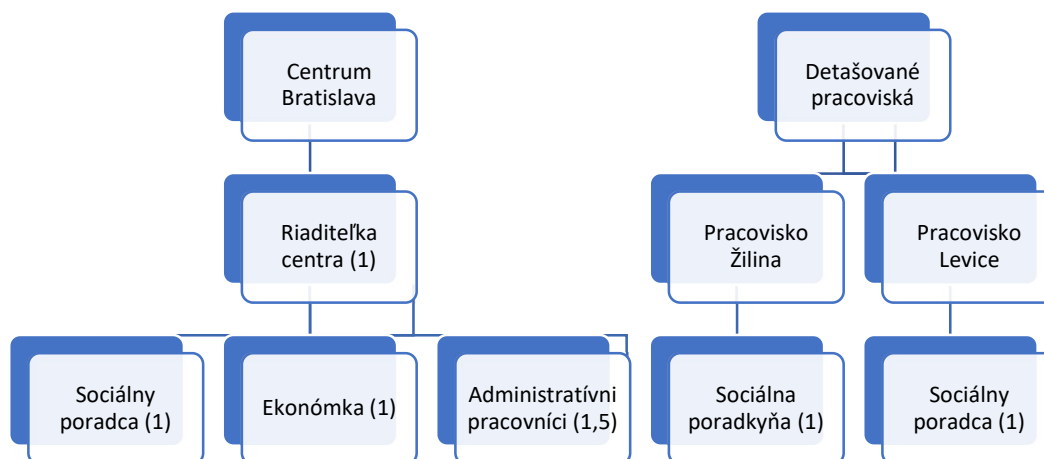 Centrum
Bratislava
Detašované
pracoviská
Riaditeľka
centra (1)
Pracovisko
Žilina
Pracovisko
Levice
Sociálny
poradca (1)
Ekonómka (1)
Administratívni
pracovníci (1,5)
Sociálna
poradkyňa (1)
Sociálny
poradca (1)